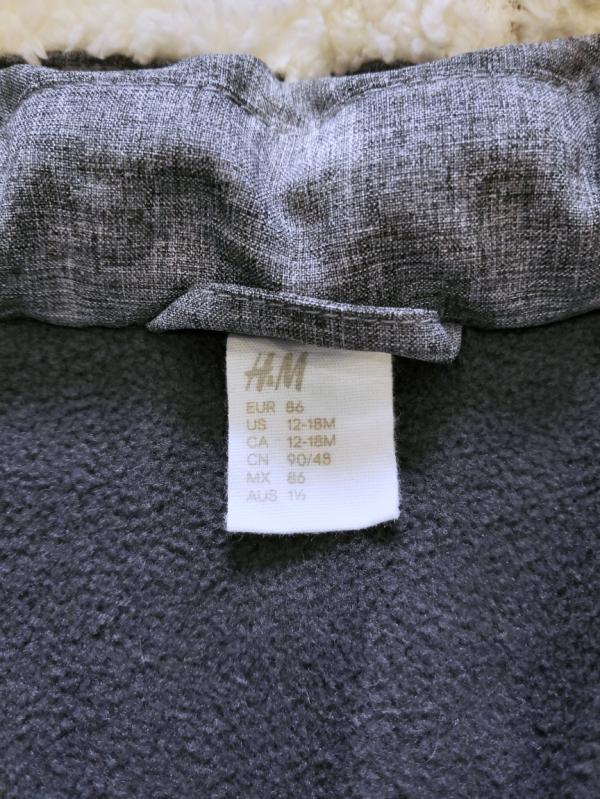 H&M
EUR 86
US 12-18M
CA 12-18M
CN 90/48
MX 86
AUS 1½